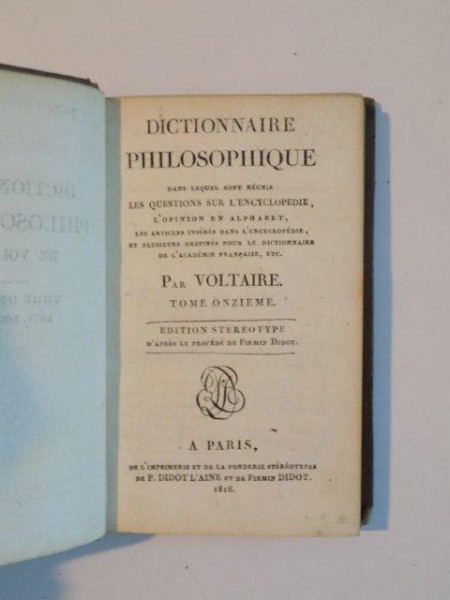 DICTIONNAIRE
PHILOSOPHIQUE
DANS LEQUEL SONT RÉUNIS
LES QUESTIONS SUR L'ENCYCLOPEDIE,
L'OPINION EN ALPHABET,
LES ARTICLES INSÉRÉS DANS L'ENCYCLOPÉDIE,
ET PLUSIEURS DESTINÉS POUR LE DICTIONNAIRE
DE L'ACADÉMIE FRANÇAISE, ETC.
PAR VOLTAIRE.
TOME ONZIEME.
EDITION STEREOTYPE
D'APRÈS LE PROCÉDÉ DE FIRMIN DIDOT.
A PARIS,
DE L'IMPRIMERIE ET DE LA FONDERIE STÉRÉOTYPES
DE P. DIDOT L'AINE ET DE FIRMIN DIDOT.
1816.